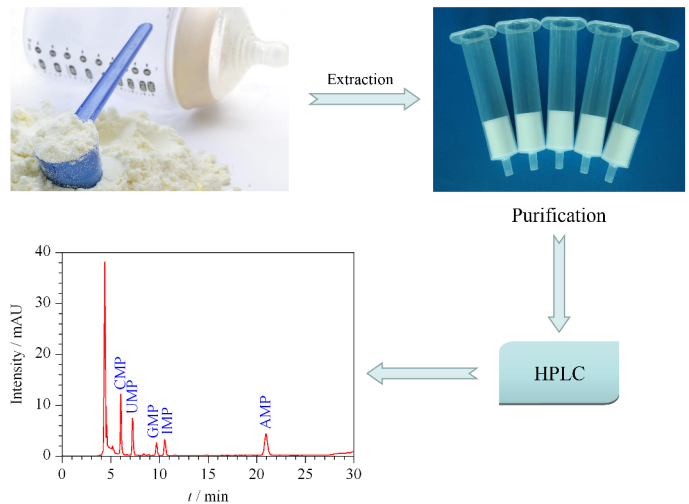 Extraction
Purification
HPLC
40
30
20
10
0
Intensity / mAU
CMP
UMP
GMP
IMP
AMP
0 5 10 15 20 25 30
t / min